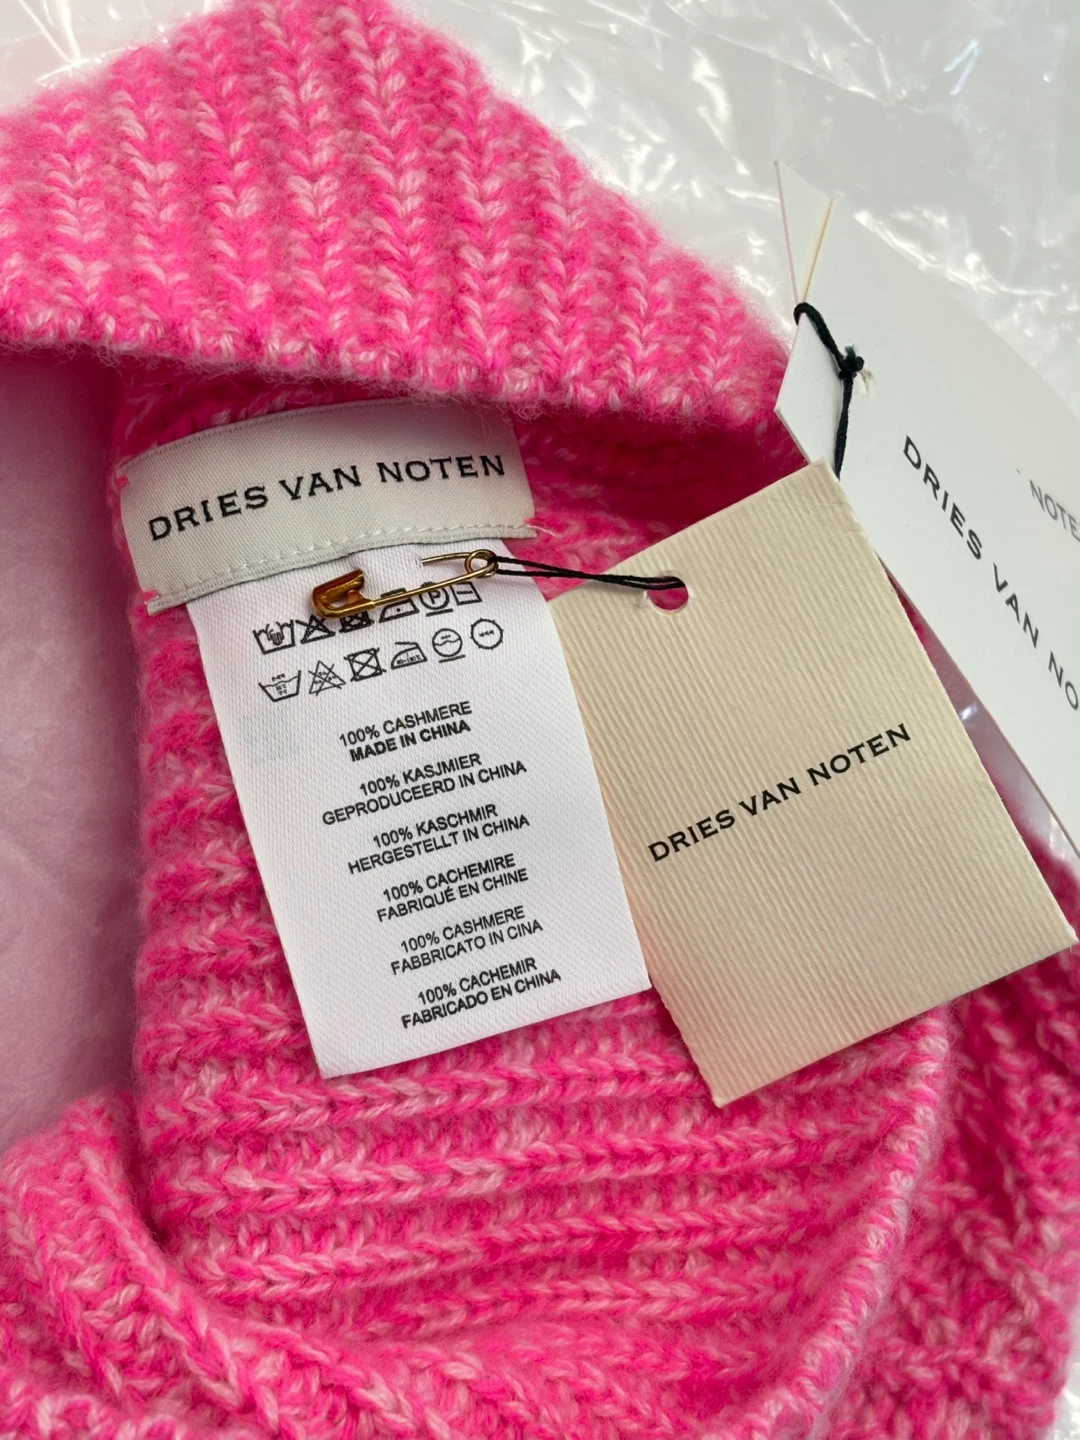 DRIES VAN NOTEN
P
100% CASHMERE
MADE IN CHINA
100% KASJMIER
GEPRODUCEERD IN CHINA
100% KASCHMIR
HERGESTELLT IN CHINA
100% CACHEMIRE
FABRIQUÉ EN CHINE
100% CASHMERE
FABBRICATO IN CINA
100% CACHEMIR
FABRICADO EN CHINA
DRIES VAN NOTEN
DRIES VAN NO
NOTE